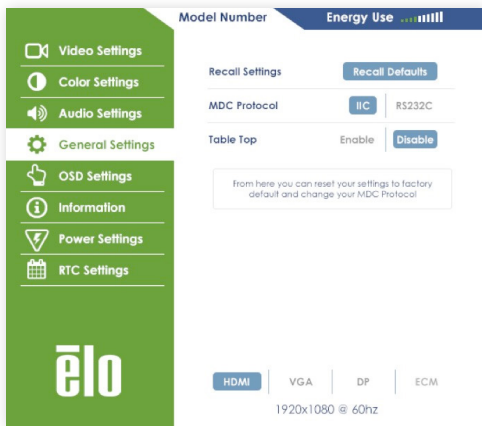 Model Number
Energy Use
Video Settings
Color Settings
Audio Settings
General Settings
OSD Settings
Information
Power Settings
RTC Settings
Recall Settings Recall Defaults
MDC Protocol IIC RS232C
Table Top Enable Disable
From here you can reset your settings to factory
default and change your MDC Protocol
ēlo
HDMI VGA DP ECM
1920x1080 @ 60hz